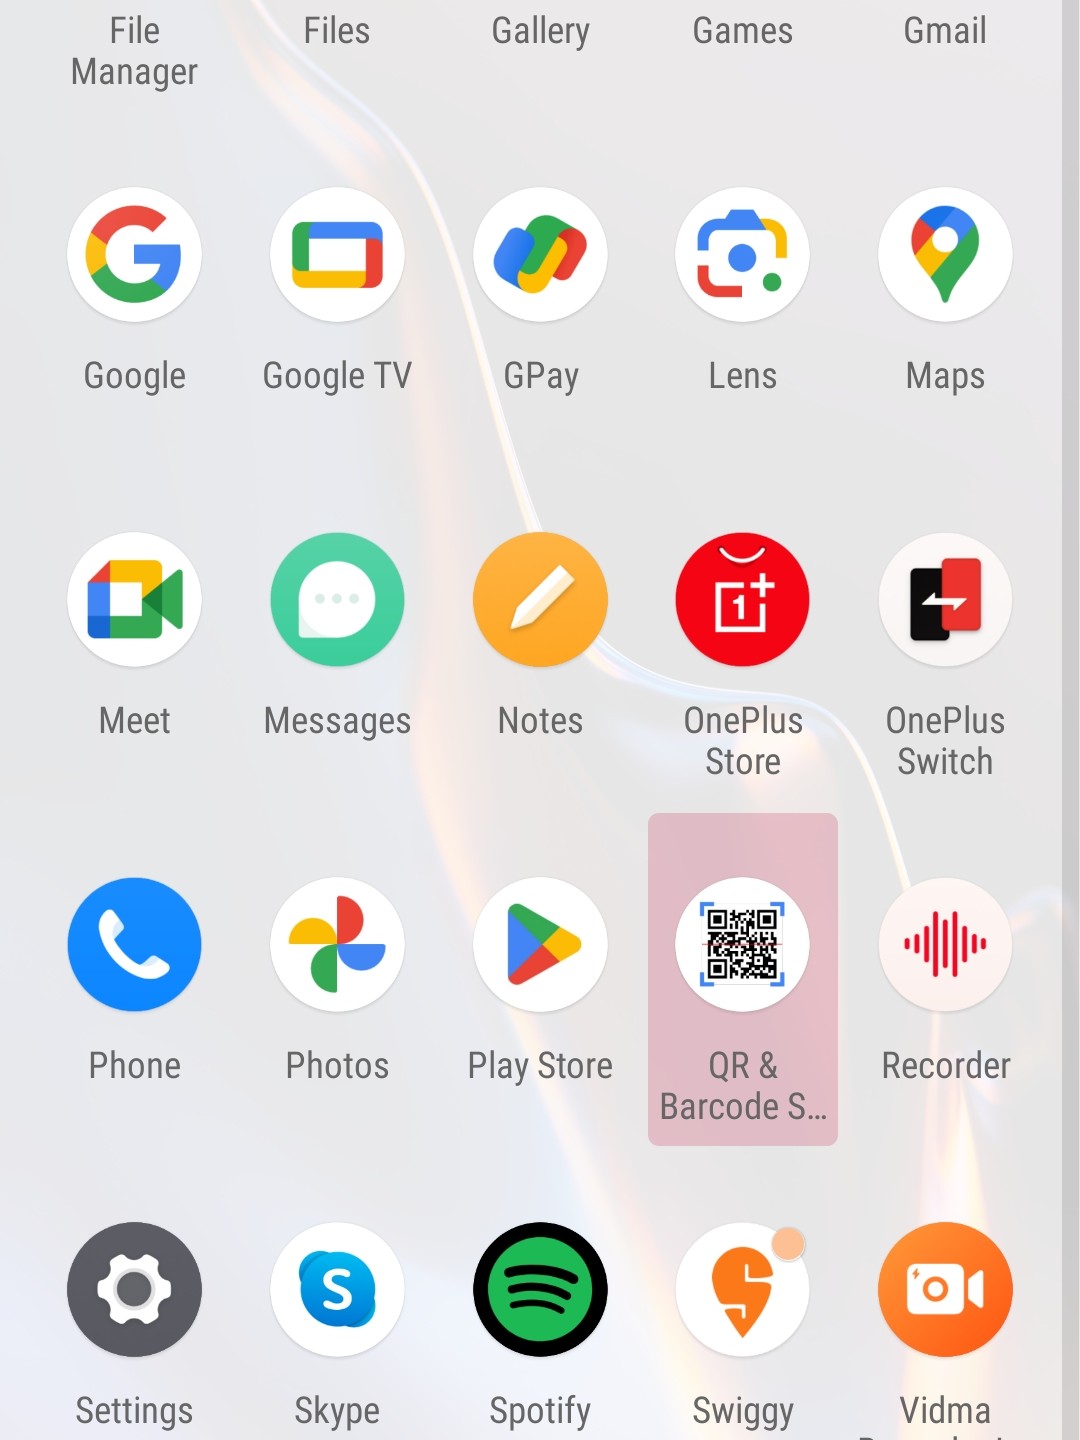 File Manager
Files
Gallery
Games
Gmail
Google
Google TV
GPay
Lens
Maps
Meet
Messages
Notes
1+
OnePlus Store
OnePlus Switch
Phone
Photos
Play Store
QR & Barcode S...
Recorder
Settings
S
Skype
Spotify
Swiggy
Vidma